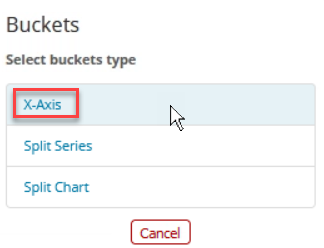 Buckets
Select buckets type
X-Axis
Split Series
Split Chart
Cancel